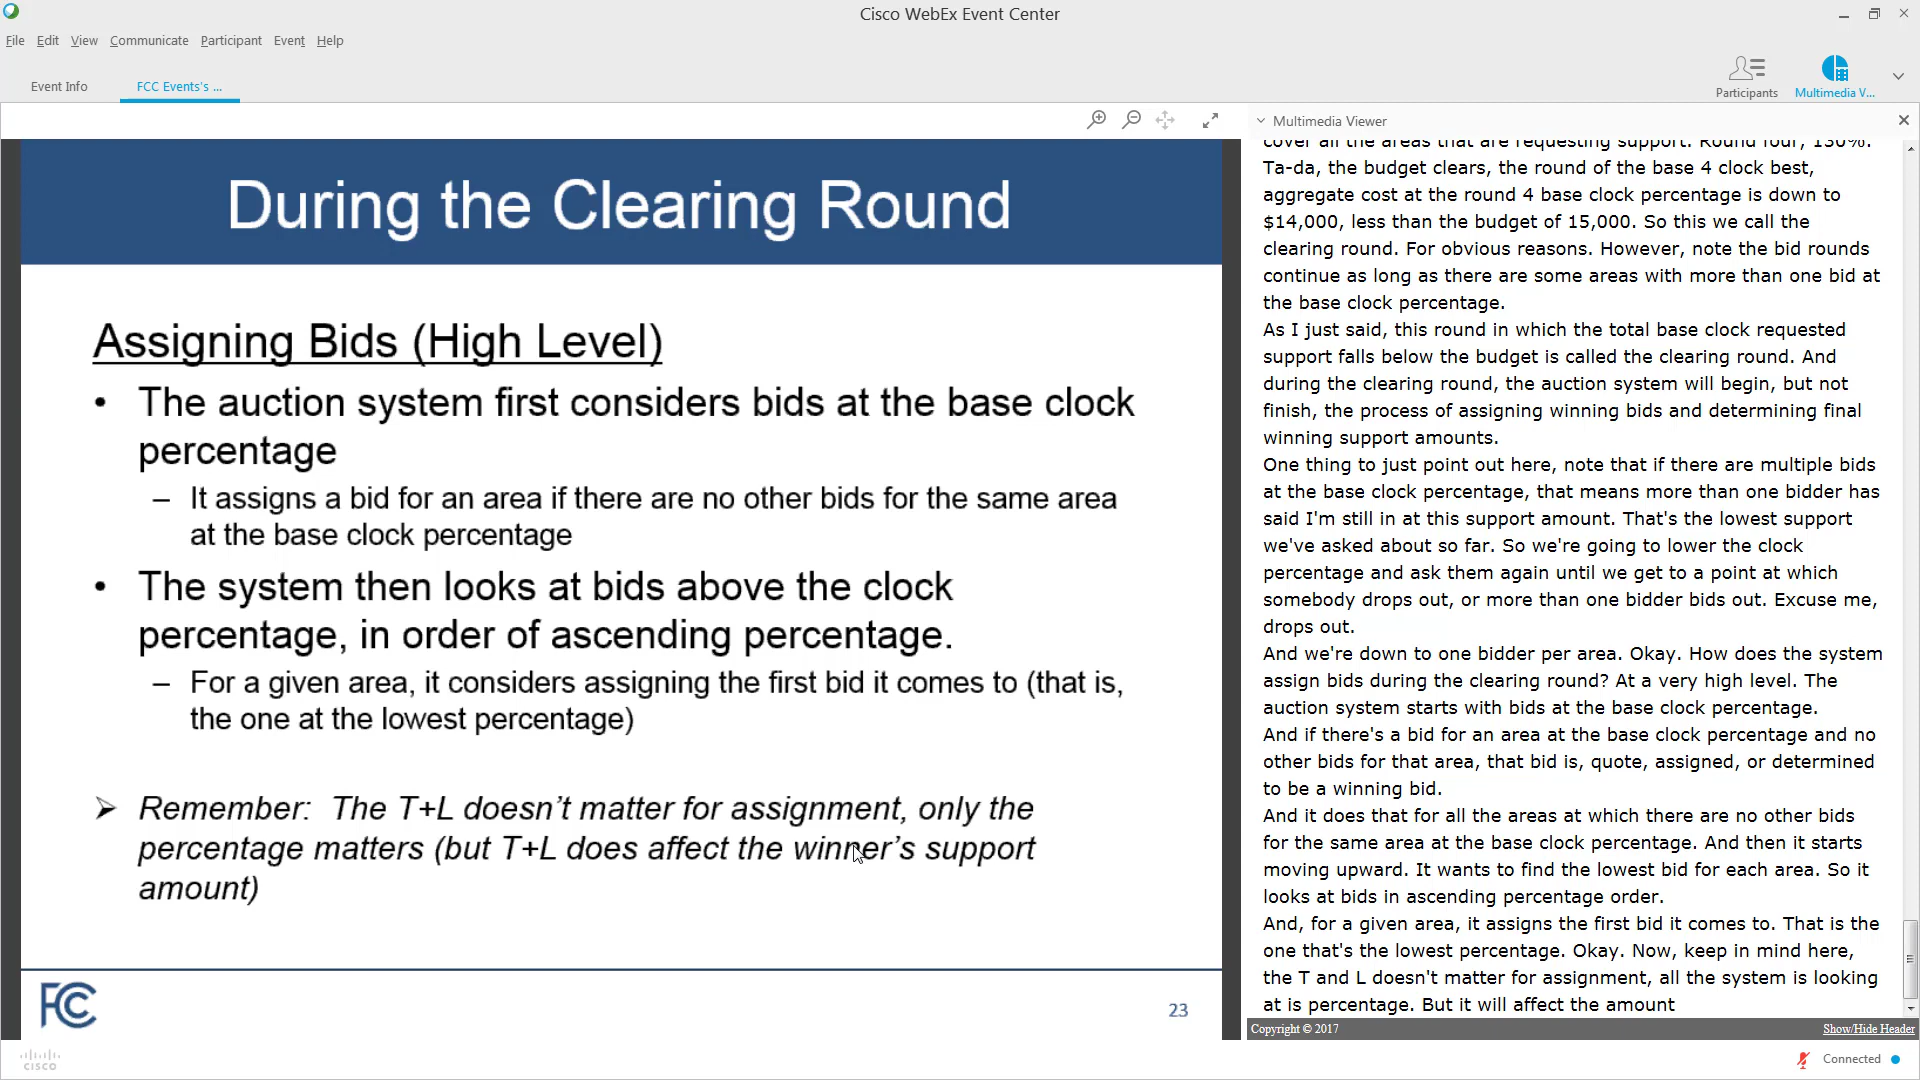 Cisco WebEx Event Center
File Edit View Communicate Participant Event Help
Event Info FCC Events's ...
Participants Multimedia V...
During the Clearing Round
Assigning Bids (High Level)
• The auction system first considers bids at the base clock
percentage
– It assigns a bid for an area if there are no other bids for the same area
at the base clock percentage
• The system then looks at bids above the clock
percentage, in order of ascending percentage.
– For a given area, it considers assigning the first bid it comes to (that is,
the one at the lowest percentage)
➢ Remember: The T+L doesn't matter for assignment, only the
percentage matters (but T+L does affect the winner's support
amount)
FCC
23
cisco
Multimedia Viewer
cover all the areas that are requesting support. Round four, 130%.
Ta-da, the budget clears, the round of the base 4 clock best,
aggregate cost at the round 4 base clock percentage is down to
$14,000, less than the budget of 15,000. So this we call the
clearing round. For obvious reasons. However, note the bid rounds
continue as long as there are some areas with more than one bid at
the base clock percentage.
As I just said, this round in which the total base clock requested
support falls below the budget is called the clearing round. And
during the clearing round, the auction system will begin, but not
finish, the process of assigning winning bids and determining final
winning support amounts.
One thing to just point out here, note that if there are multiple bids
at the base clock percentage, that means more than one bidder has
said I'm still in at this support amount. That's the lowest support
we've asked about so far. So we're going to lower the clock
percentage and ask them again until we get to a point at which
somebody drops out, or more than one bidder bids out. Excuse me,
drops out.
And we're down to one bidder per area. Okay. How does the system
assign bids during the clearing round? At a very high level. The
auction system starts with bids at the base clock percentage.
And if there's a bid for an area at the base clock percentage and no
other bids for that area, that bid is, quote, assigned, or determined
to be a winning bid.
And it does that for all the areas at which there are no other bids
for the same area at the base clock percentage. And then it starts
moving upward. It wants to find the lowest bid for each area. So it
looks at bids in ascending percentage order.
And, for a given area, it assigns the first bid it comes to. That is the
one that's the lowest percentage. Okay. Now, keep in mind here,
the T and L doesn't matter for assignment, all the system is looking
at is percentage. But it will affect the amount
Copyright © 2017 Show/Hide Header
Connected